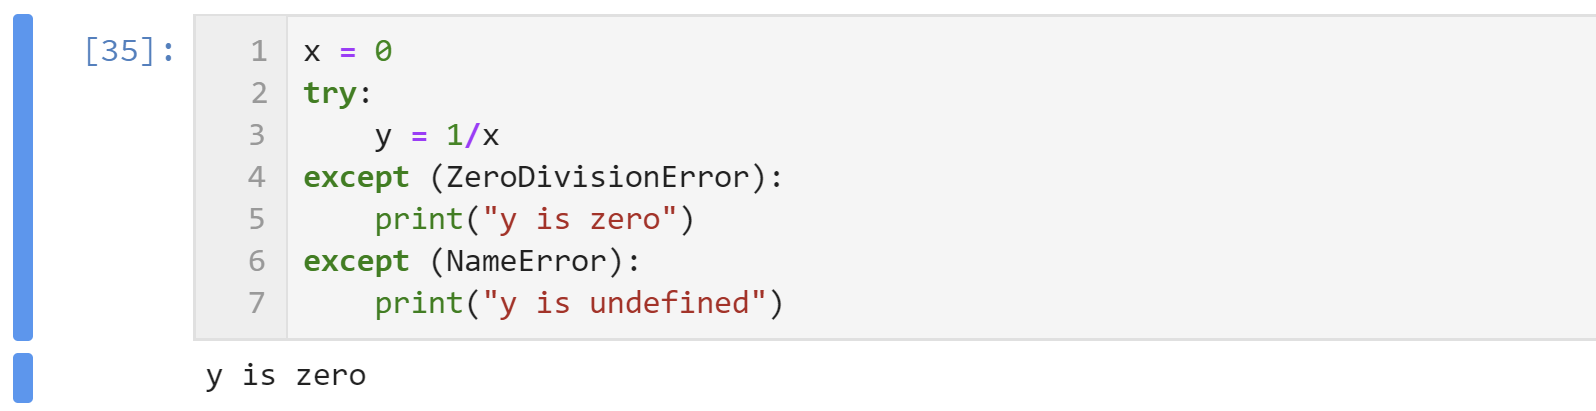 [35]:
1 x = 0
2 try:
3     y = 1/x
4 except (ZeroDivisionError):
5     print("y is zero")
6 except (NameError):
7     print("y is undefined")
y is zero